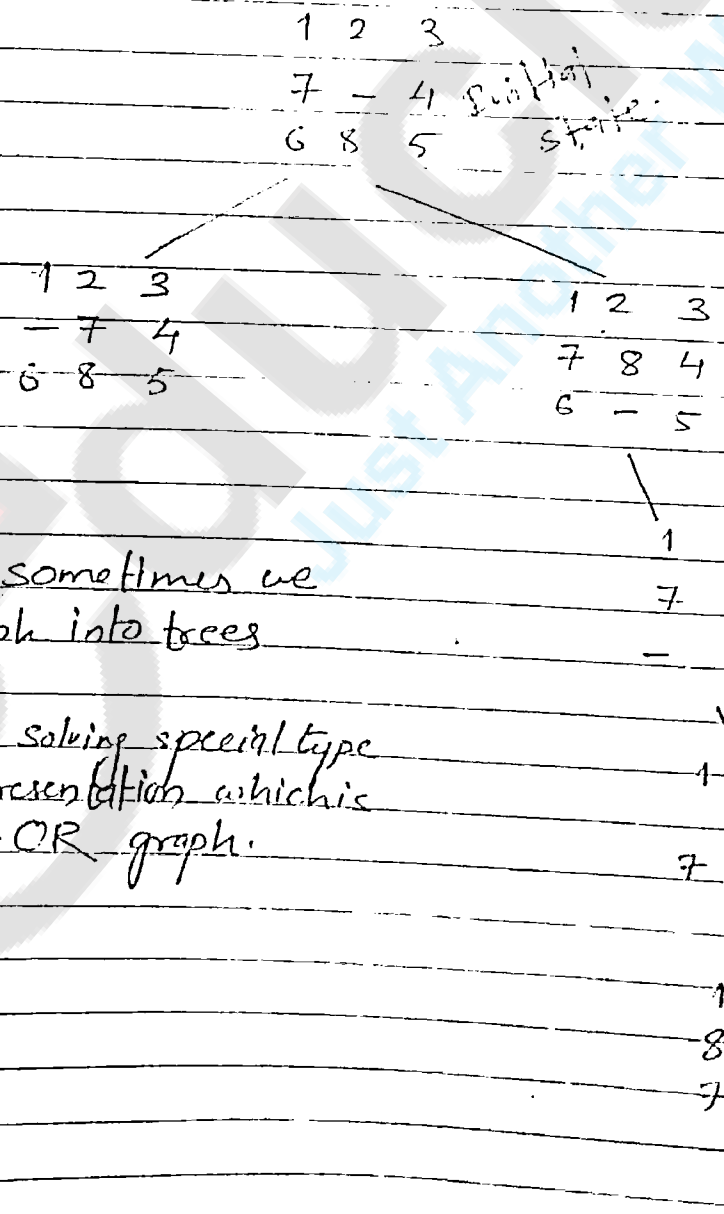 1 2 3
7 - 4 Initial
6 8 5 state.
1 2 3
- 7 4
6 8 5
1 2 3
7 8 4
6 - 5
1
7
-
sometimes we
into trees
solving special type
which is
OR graph.
1
7
1
8
7
Just Another